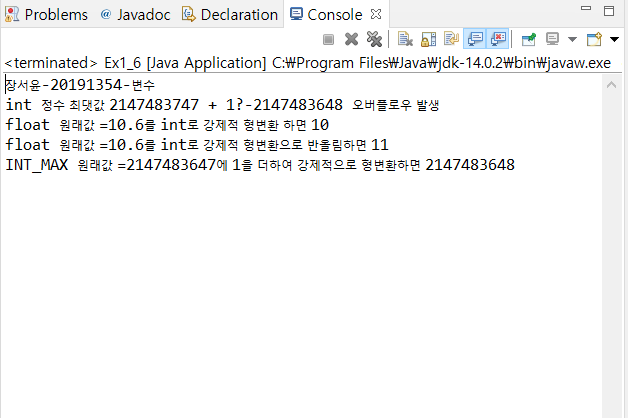 Problems @ Javadoc Declaration Console
<terminated> Ex1_6 [Java Application] C:₩Program Files₩Java₩jdk-14.0.2₩bin₩javaw.exe
장서윤-20191354-변수
int 정수 최댓값 2147483747 + 1?-2147483648 오버플로우 발생
float 원래값 =10.6를 int로 강제적 형변환 하면 10
float 원래값 =10.6를 int로 강제적 형변환으로 반올림하면 11
INT_MAX 원래값 =2147483647에 1을 더하여 강제적으로 형변환하면 2147483648